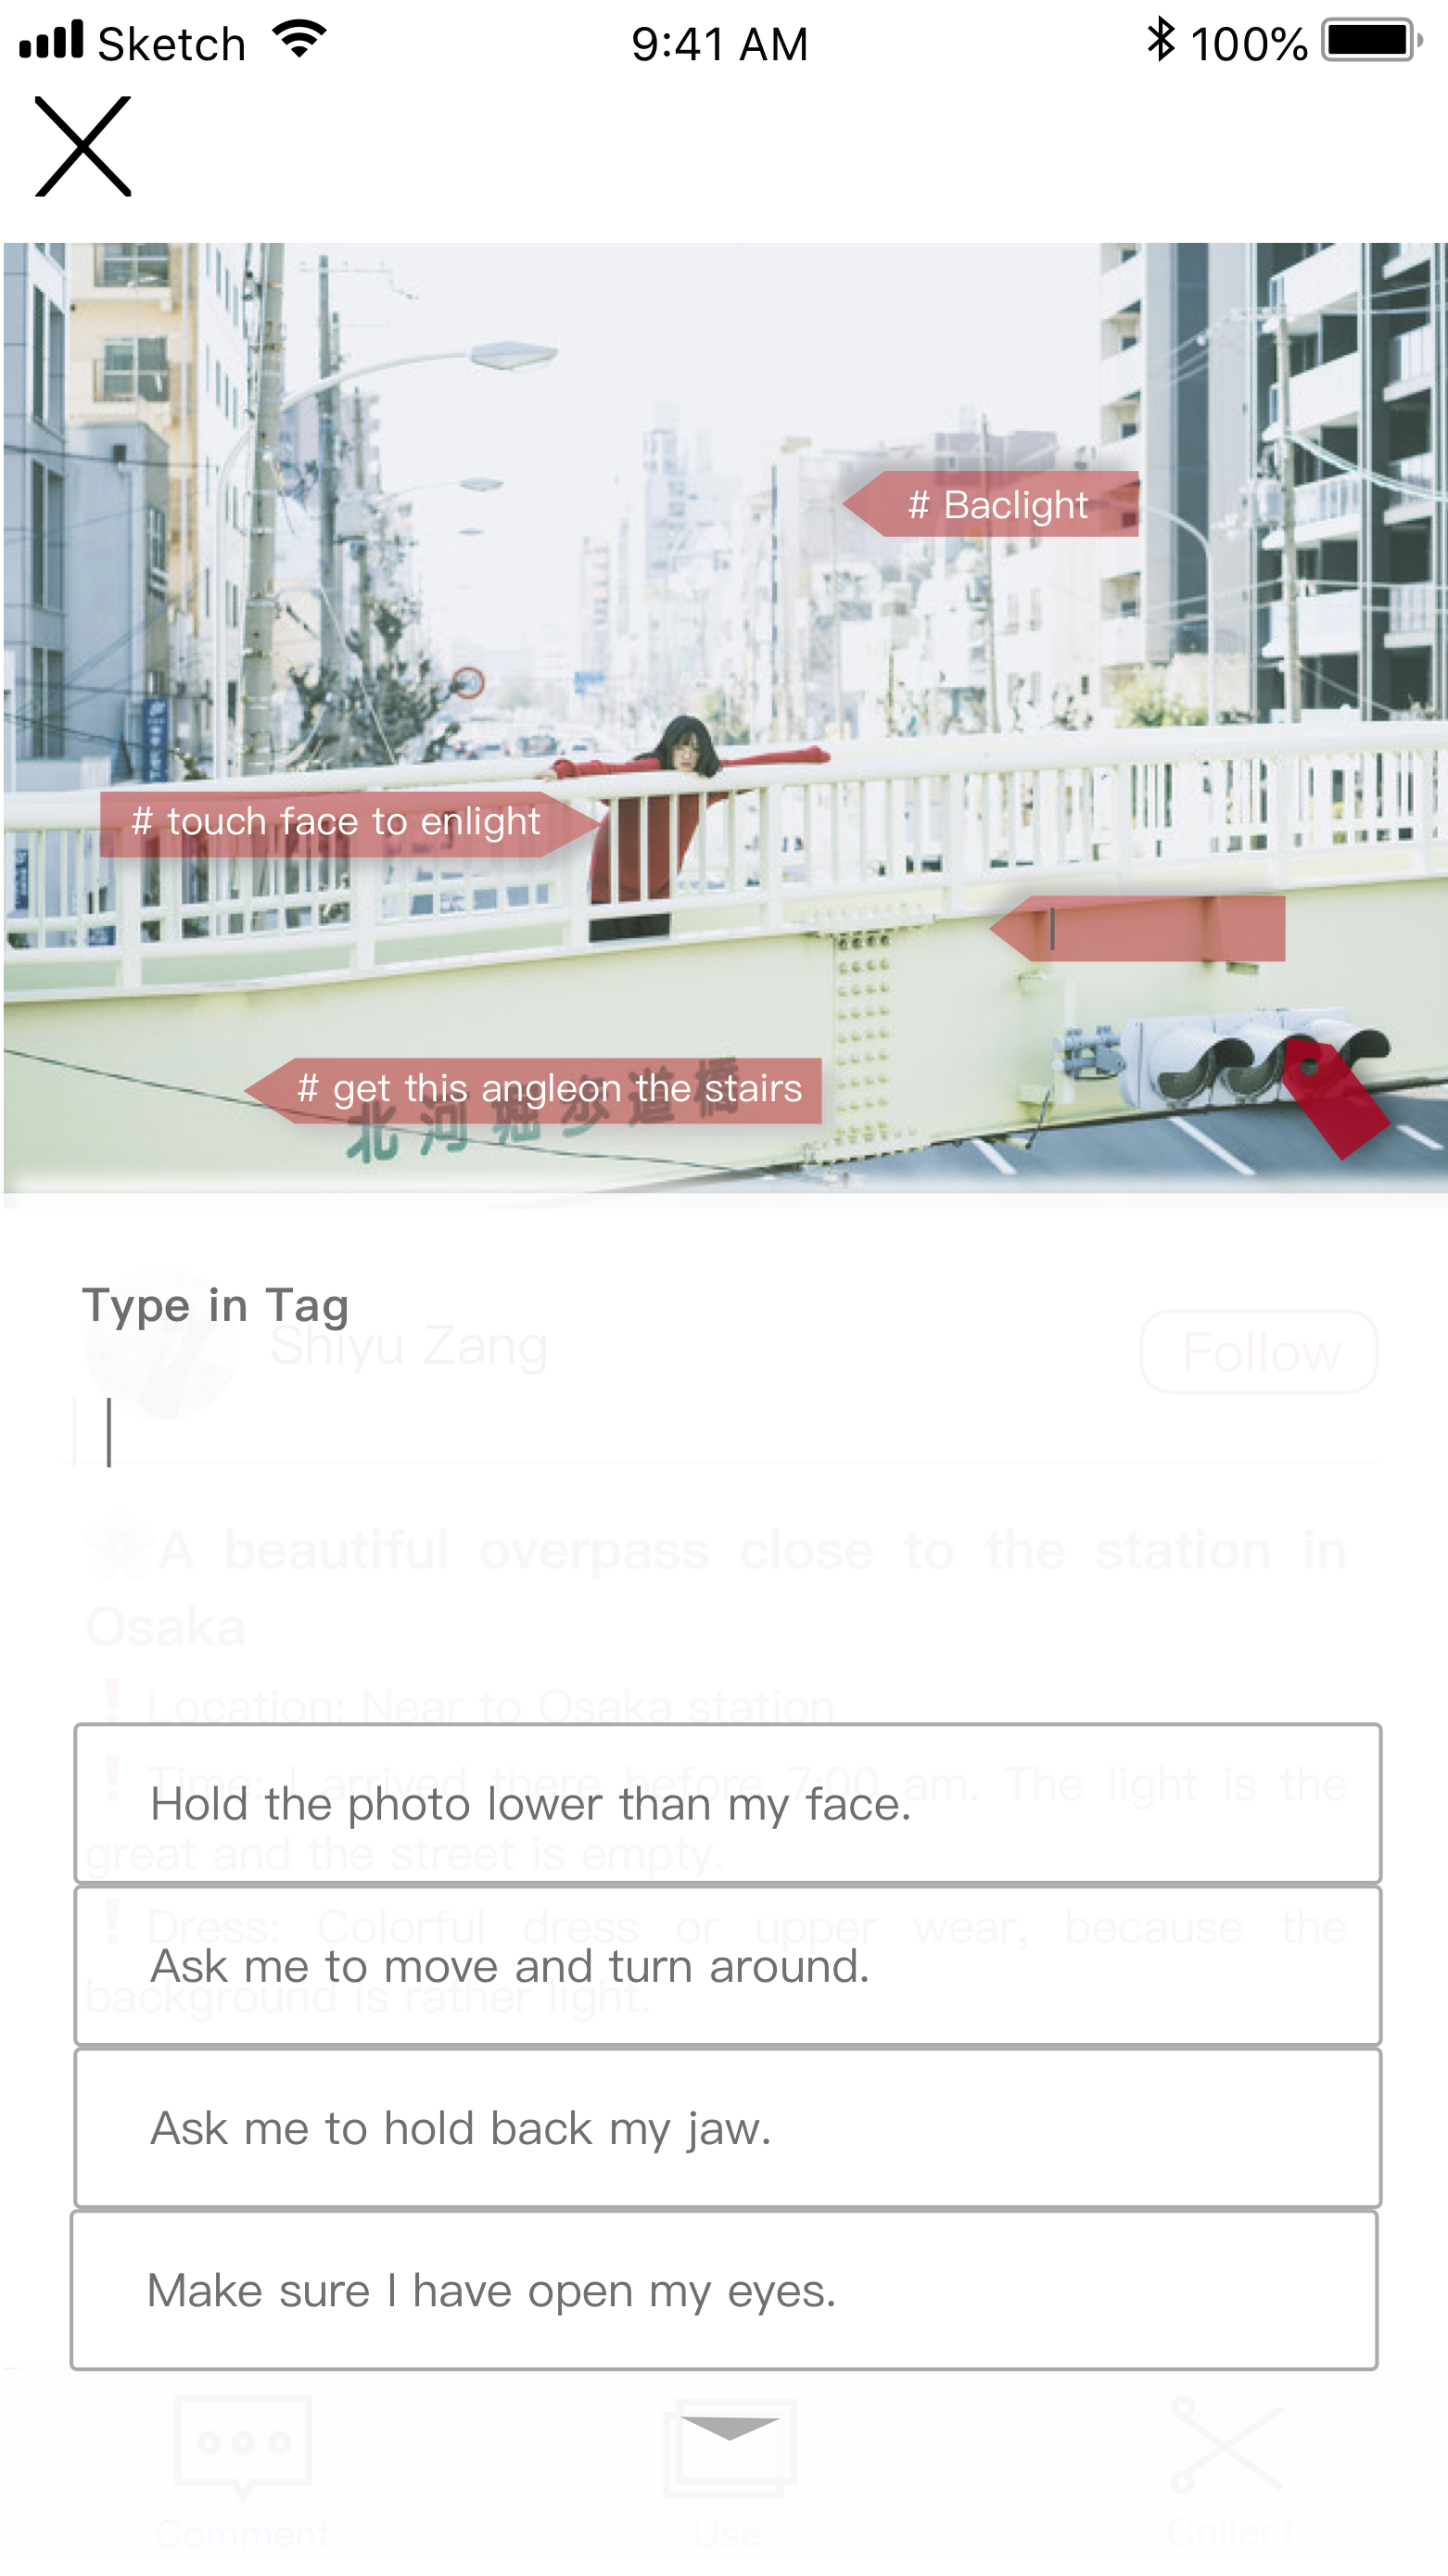 Sketch 9:41 AM 100%
# Baclight
# touch face to enlight
# get this angleon the stairs
北河堀歩道橋
Type in Tag
Shiyu Zang Follow
A beautiful overpass close to the station in
Osaka
Location: Near to Osaka station
Time: I arrived there before 7:00 am. The light is the
Hold the photo lower than my face.
great and the street is empty.
Dress: Colorful dress or upper wear, because the
Ask me to move and turn around.
background is rather light.
Ask me to hold back my jaw.
Make sure I have open my eyes.
Comment Use Collect